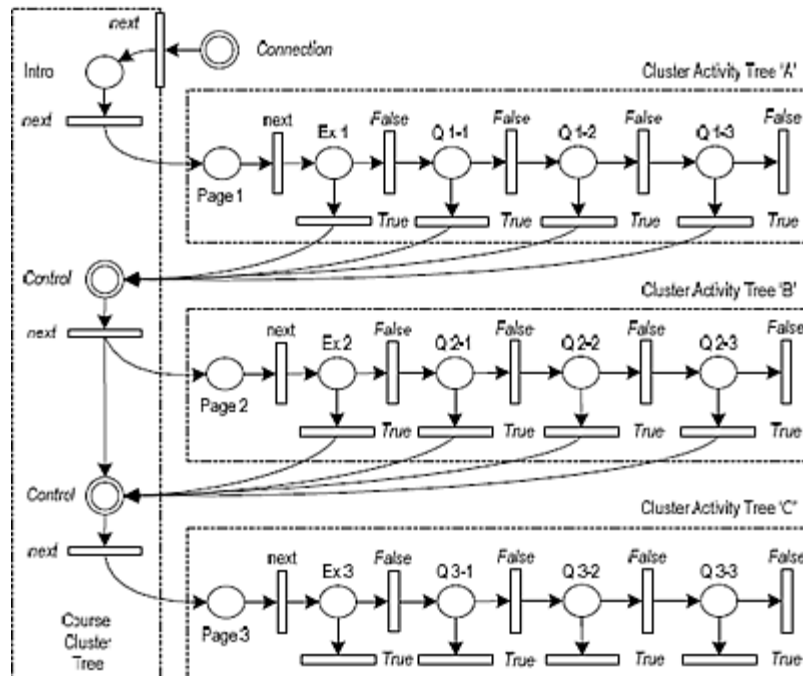 next
Connection
Intro
Cluster Activity Tree 'A'
next
next
Ex 1
False
Q 1-1
False
Q 1-2
False
Q 1-3
False
Page 1
True
True
True
True
Control
Cluster Activity Tree 'B'
next
next
Ex 2
False
Q 2-1
False
Q 2-2
False
Q 2-3
False
Page 2
True
True
True
True
Control
Cluster Activity Tree 'C'
next
next
Ex 3
False
Q 3-1
False
Q 3-2
False
Q 3-3
False
Page 3
True
True
True
True
Course
Cluster
Tree